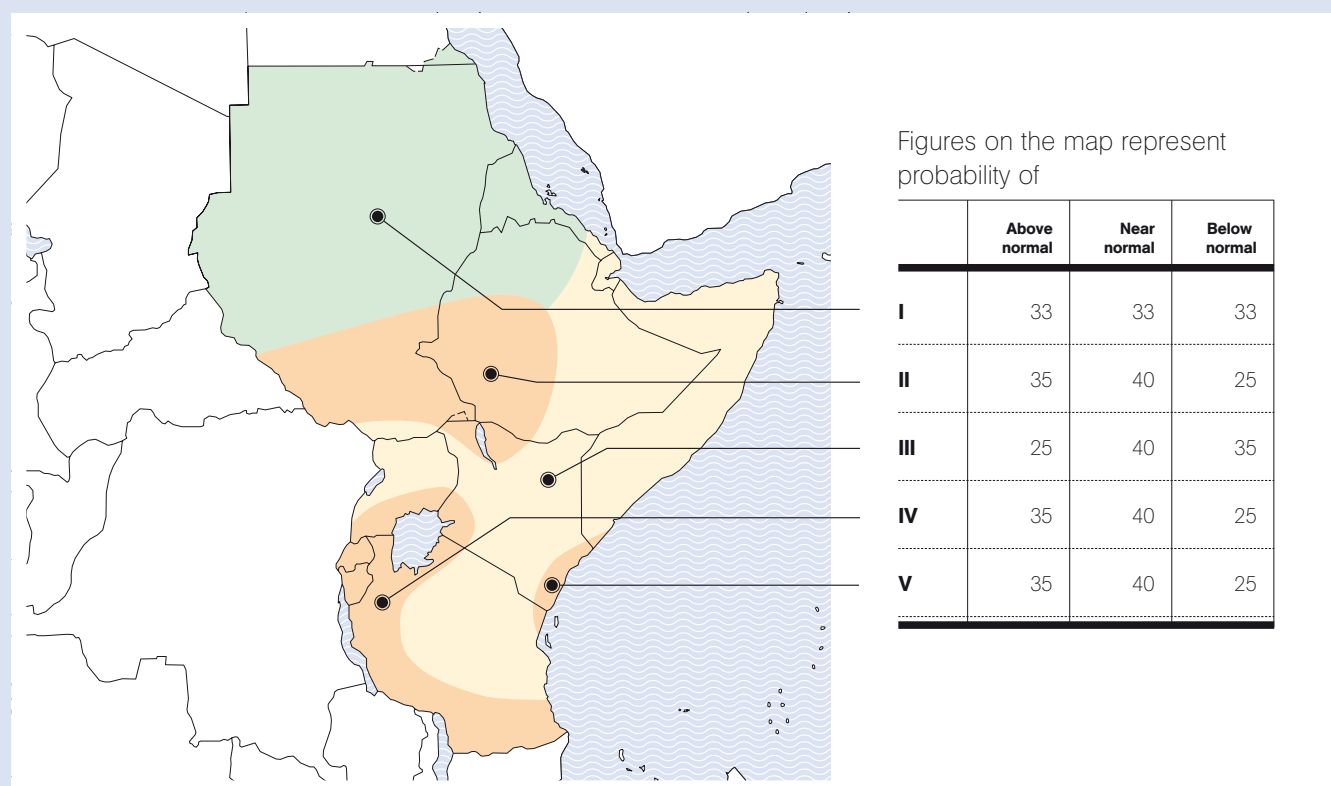 Figures on the map represent
probability of
Above normal Near normal Below normal
I 33 33 33
II 35 40 25
III 25 40 35
IV 35 40 25
V 35 40 25